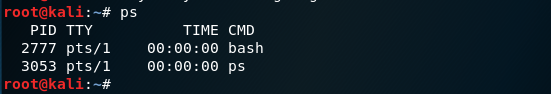 root@kali:~# ps
  PID TTY          TIME CMD
 2777 pts/1    00:00:00 bash
 3053 pts/1    00:00:00 ps
root@kali:~#